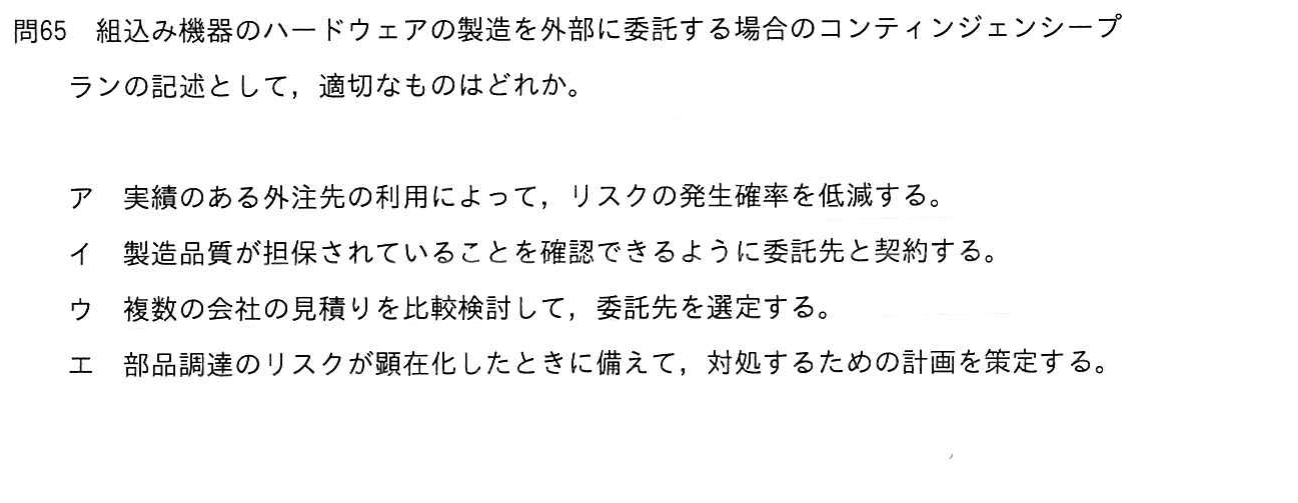 問65　組込み機器のハードウェアの製造を外部に委託する場合のコンティンジェンシープ
ランの記述として，適切なものはどれか。
ア　実績のある外注先の利用によって，リスクの発生確率を低減する。
イ　製造品質が担保されていることを確認できるように委託先と契約する。
ウ　複数の会社の見積りを比較検討して，委託先を選定する。
エ　部品調達のリスクが顕在化したときに備えて，対処するための計画を策定する。